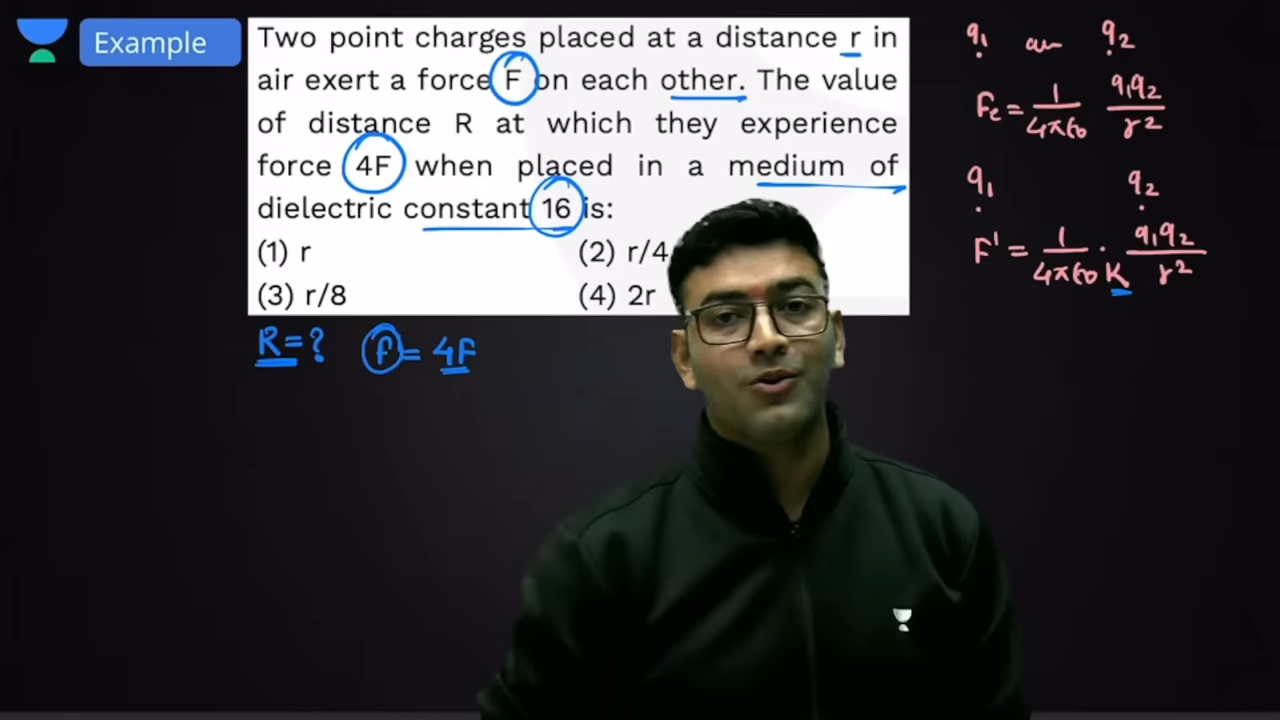 Example
Two point charges placed at a distance r in
air exert a force F on each other. The value
of distance R at which they experience
force 4F when placed in a medium of
dielectric constant 16 is:
(1) r
(2) r/4
(3) r/8
(4) 2r
R = ? f = 4F
q1 air q2
Fe = 1/4πε0 q1q2/r2
q1 q2
F' = 1/4πε0K · q1q2/r2